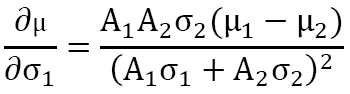 ∂μ/∂σ₁ = A₁A₂σ₂(μ₁ − μ₂)/(A₁σ₁ + A₂σ₂)²